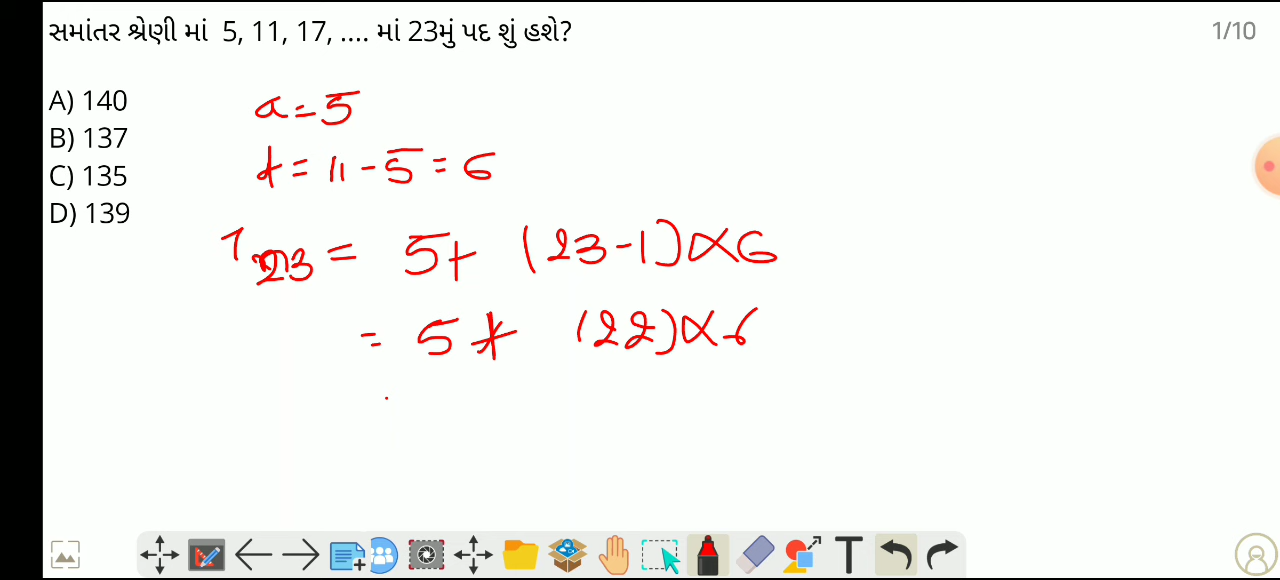 સમાંતર શ્રેણી માં 5, 11, 17, .... માં 23મું પદ શું હશે?
1/10
A) 140
B) 137
C) 135
D) 139
a = 5
d = 11 - 5 = 6
T23 = 5 + (23-1) × 6
= 5 + (22) × 6
T